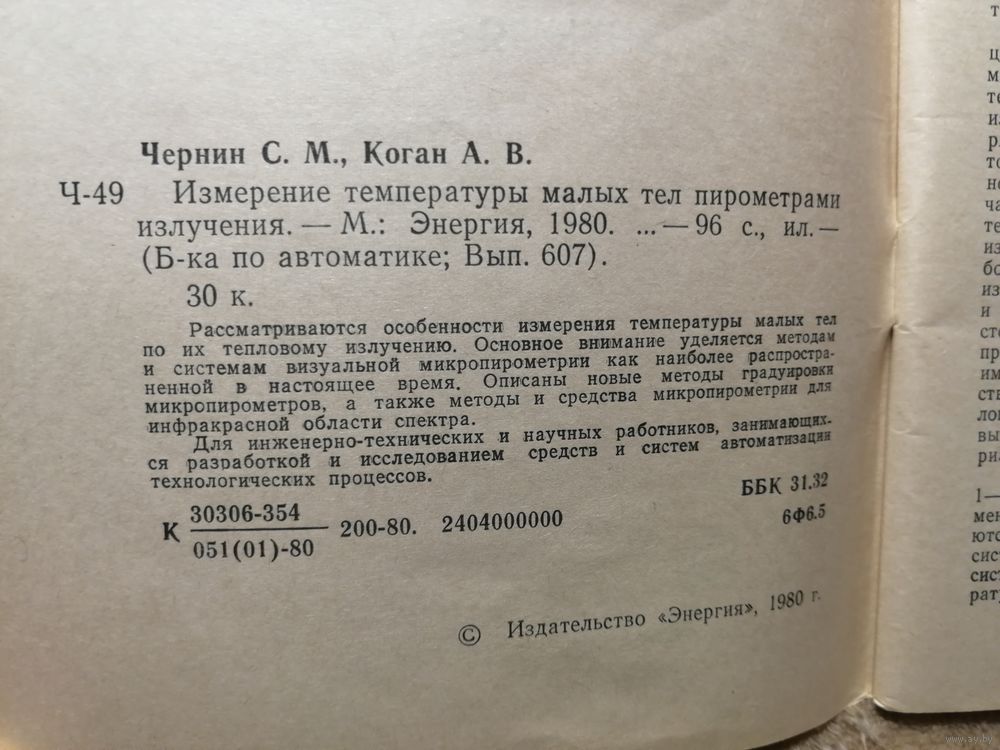 Чернин С. М., Коган А. В.
Ч-49 Измерение температуры малых тел пирометрами
излучения. — М.: Энергия, 1980. ...— 96 с., ил.—
(Б-ка по автоматике; Вып. 607).
30 к.
Рассматриваются особенности измерения температуры малых тел
по их тепловому излучению. Основное внимание уделяется методам
и системам визуальной микропирометрии как наиболее распростра-
ненной в настоящее время. Описаны новые методы градуировки
микропирометров, а также методы и средства микропирометрии для
инфракрасной области спектра.
Для инженерно-технических и научных работников, занимающих-
ся разработкой и исследованием средств и систем автоматизации
технологических процессов.
К 30306-354
051(01)-80
200-80. 2404000000
ББК 31.32
6Ф6.5
© Издательство «Энергия», 1980 г.
www.ay.by